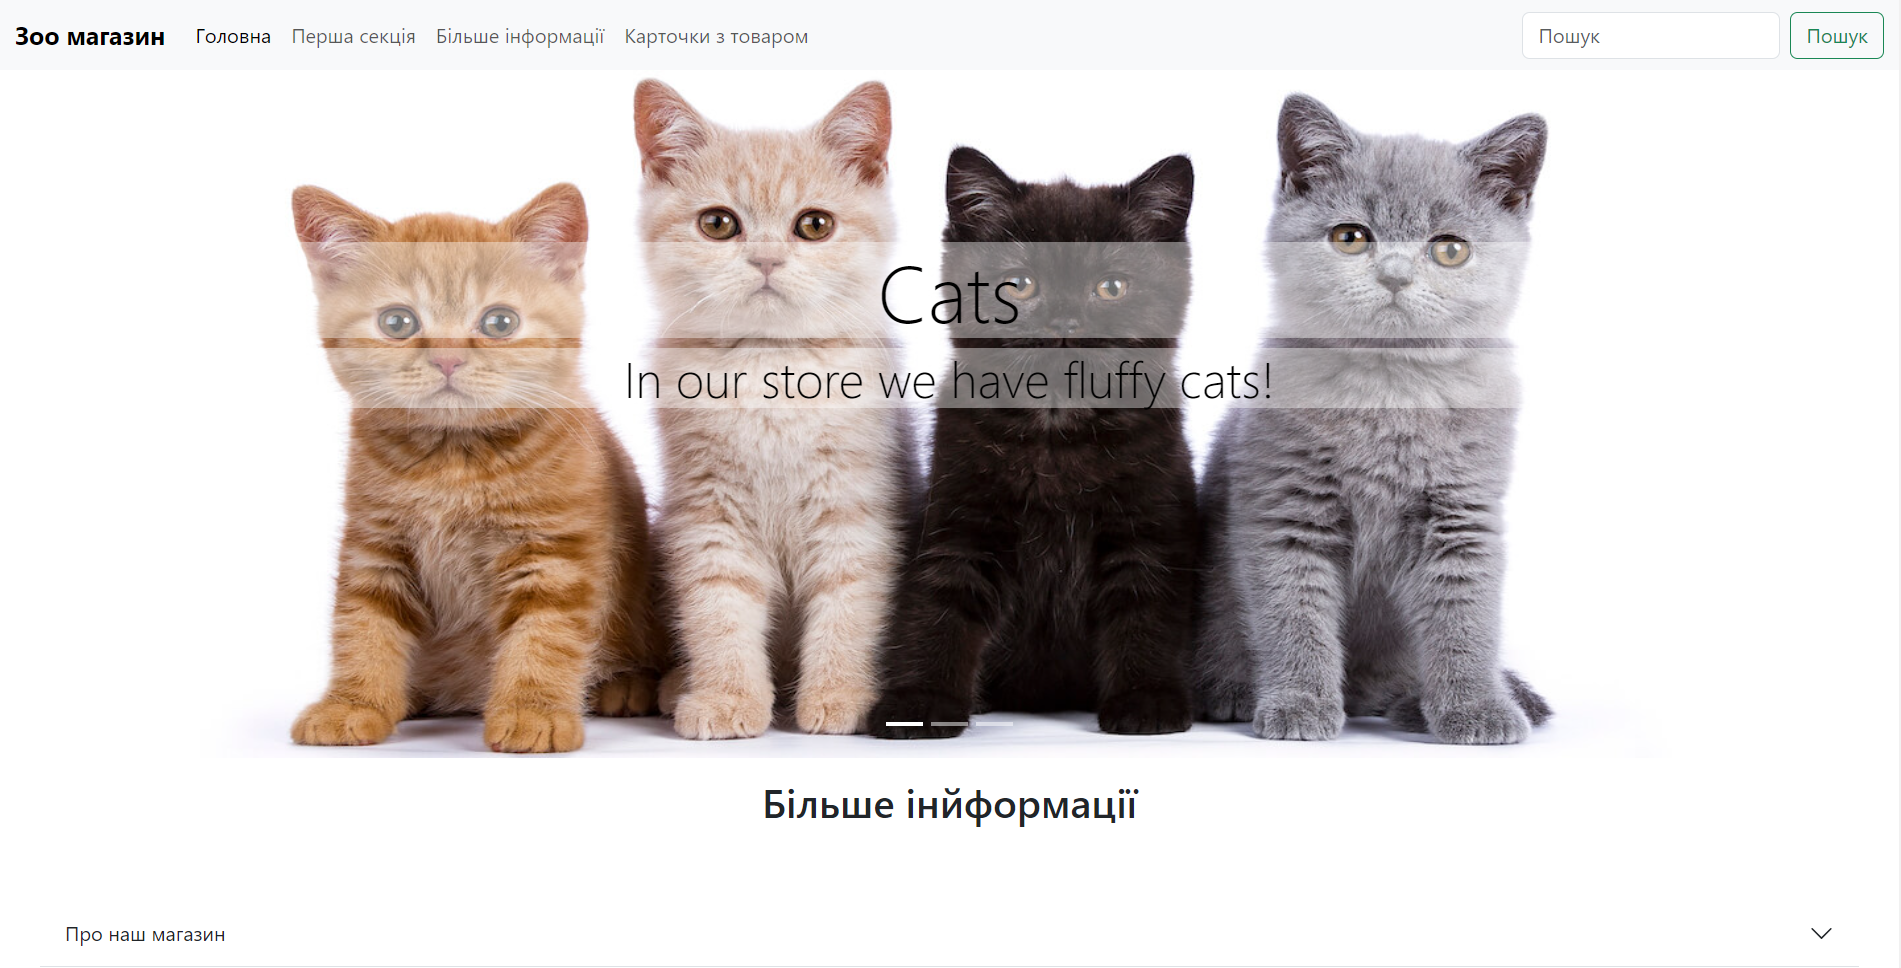 Зоо магазин Головна Перша секція Більше інформації Карточки з товаром Пошук Пошук
Cats
In our store we have fluffy cats!
Більше інйформації
Про наш магазин